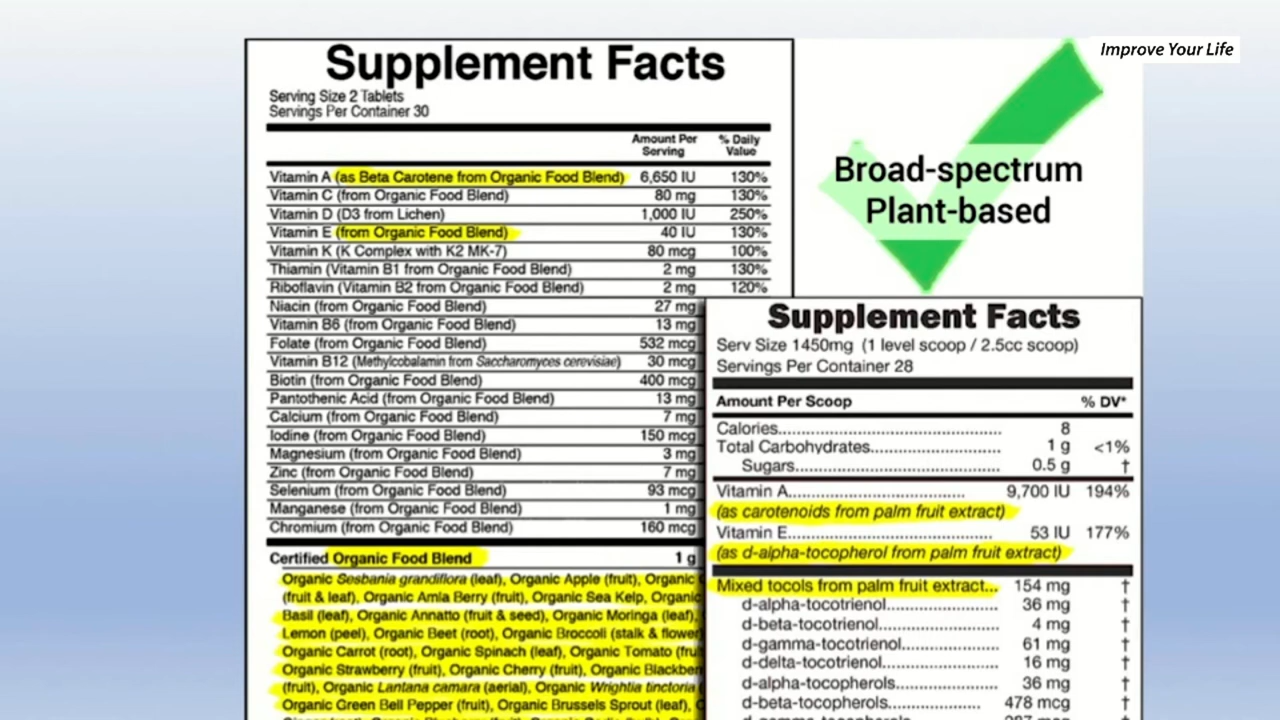 Improve Your Life
Broad-spectrum
Plant-based
Supplement Facts
Serving Size 2 Tablets
Servings Per Container 30
Amount Per Serving % Daily Value
Vitamin A (as Beta Carotene from Organic Food Blend) 6,650 IU 130%
Vitamin C (from Organic Food Blend) 80 mg 130%
Vitamin D (D3 from Lichen) 1,000 IU 250%
Vitamin E (from Organic Food Blend) 40 IU 130%
Vitamin K (K Complex with K2 MK-7) 80 mcg 100%
Thiamin (Vitamin B1 from Organic Food Blend) 2 mg 130%
Riboflavin (Vitamin B2 from Organic Food Blend) 2 mg 120%
Niacin (from Organic Food Blend) 27 mg
Vitamin B6 (from Organic Food Blend) 13 mg
Folate (from Organic Food Blend) 532 mcg
Vitamin B12 (Methylcobalamin from Saccharomyces cerevisiae) 30 mcg
Biotin (from Organic Food Blend) 400 mcg
Pantothenic Acid (from Organic Food Blend) 13 mg
Calcium (from Organic Food Blend) 7 mg
Iodine (from Organic Food Blend) 150 mcg
Magnesium (from Organic Food Blend) 3 mg
Zinc (from Organic Food Blend) 7 mg
Selenium (from Organic Food Blend) 93 mcg
Manganese (from Organic Food Blend) 1 mg
Chromium (from Organic Food Blend) 160 mcg
Certified Organic Food Blend 1 g
Organic Sesbania grandiflora (leaf), Organic Apple (fruit), Organic
(fruit & leaf), Organic Amla Berry (fruit), Organic Sea Kelp, Organic
Basil (leaf), Organic Annatto (fruit & seed), Organic Moringa (leaf),
Lemon (peel), Organic Beet (root), Organic Broccoli (stalk & flower
Organic Carrot (root), Organic Spinach (leaf), Organic Tomato (fru
Organic Strawberry (fruit), Organic Cherry (fruit), Organic Blackber
(fruit), Organic Lantana camara (aerial), Organic Wrightia tinctoria
Organic Green Bell Pepper (fruit), Organic Brussels Sprout (leaf),
Supplement Facts
Serv Size 1450mg (1 level scoop / 2.5cc scoop)
Servings Per Container 28
Amount Per Scoop % DV*
Calories 8
Total Carbohydrates 1 g <1%
Sugars 0.5 g †
Vitamin A 9,700 IU 194%
(as carotenoids from palm fruit extract)
Vitamin E 53 IU 177%
(as d-alpha-tocopherol from palm fruit extract)
Mixed tocols from palm fruit extract... 154 mg †
d-alpha-tocotrienol 36 mg †
d-beta-tocotrienol 4 mg †
d-gamma-tocotrienol 61 mg †
d-delta-tocotrienol 16 mg †
d-alpha-tocopherols 36 mg †
d-beta-tocopherols 478 mcg †